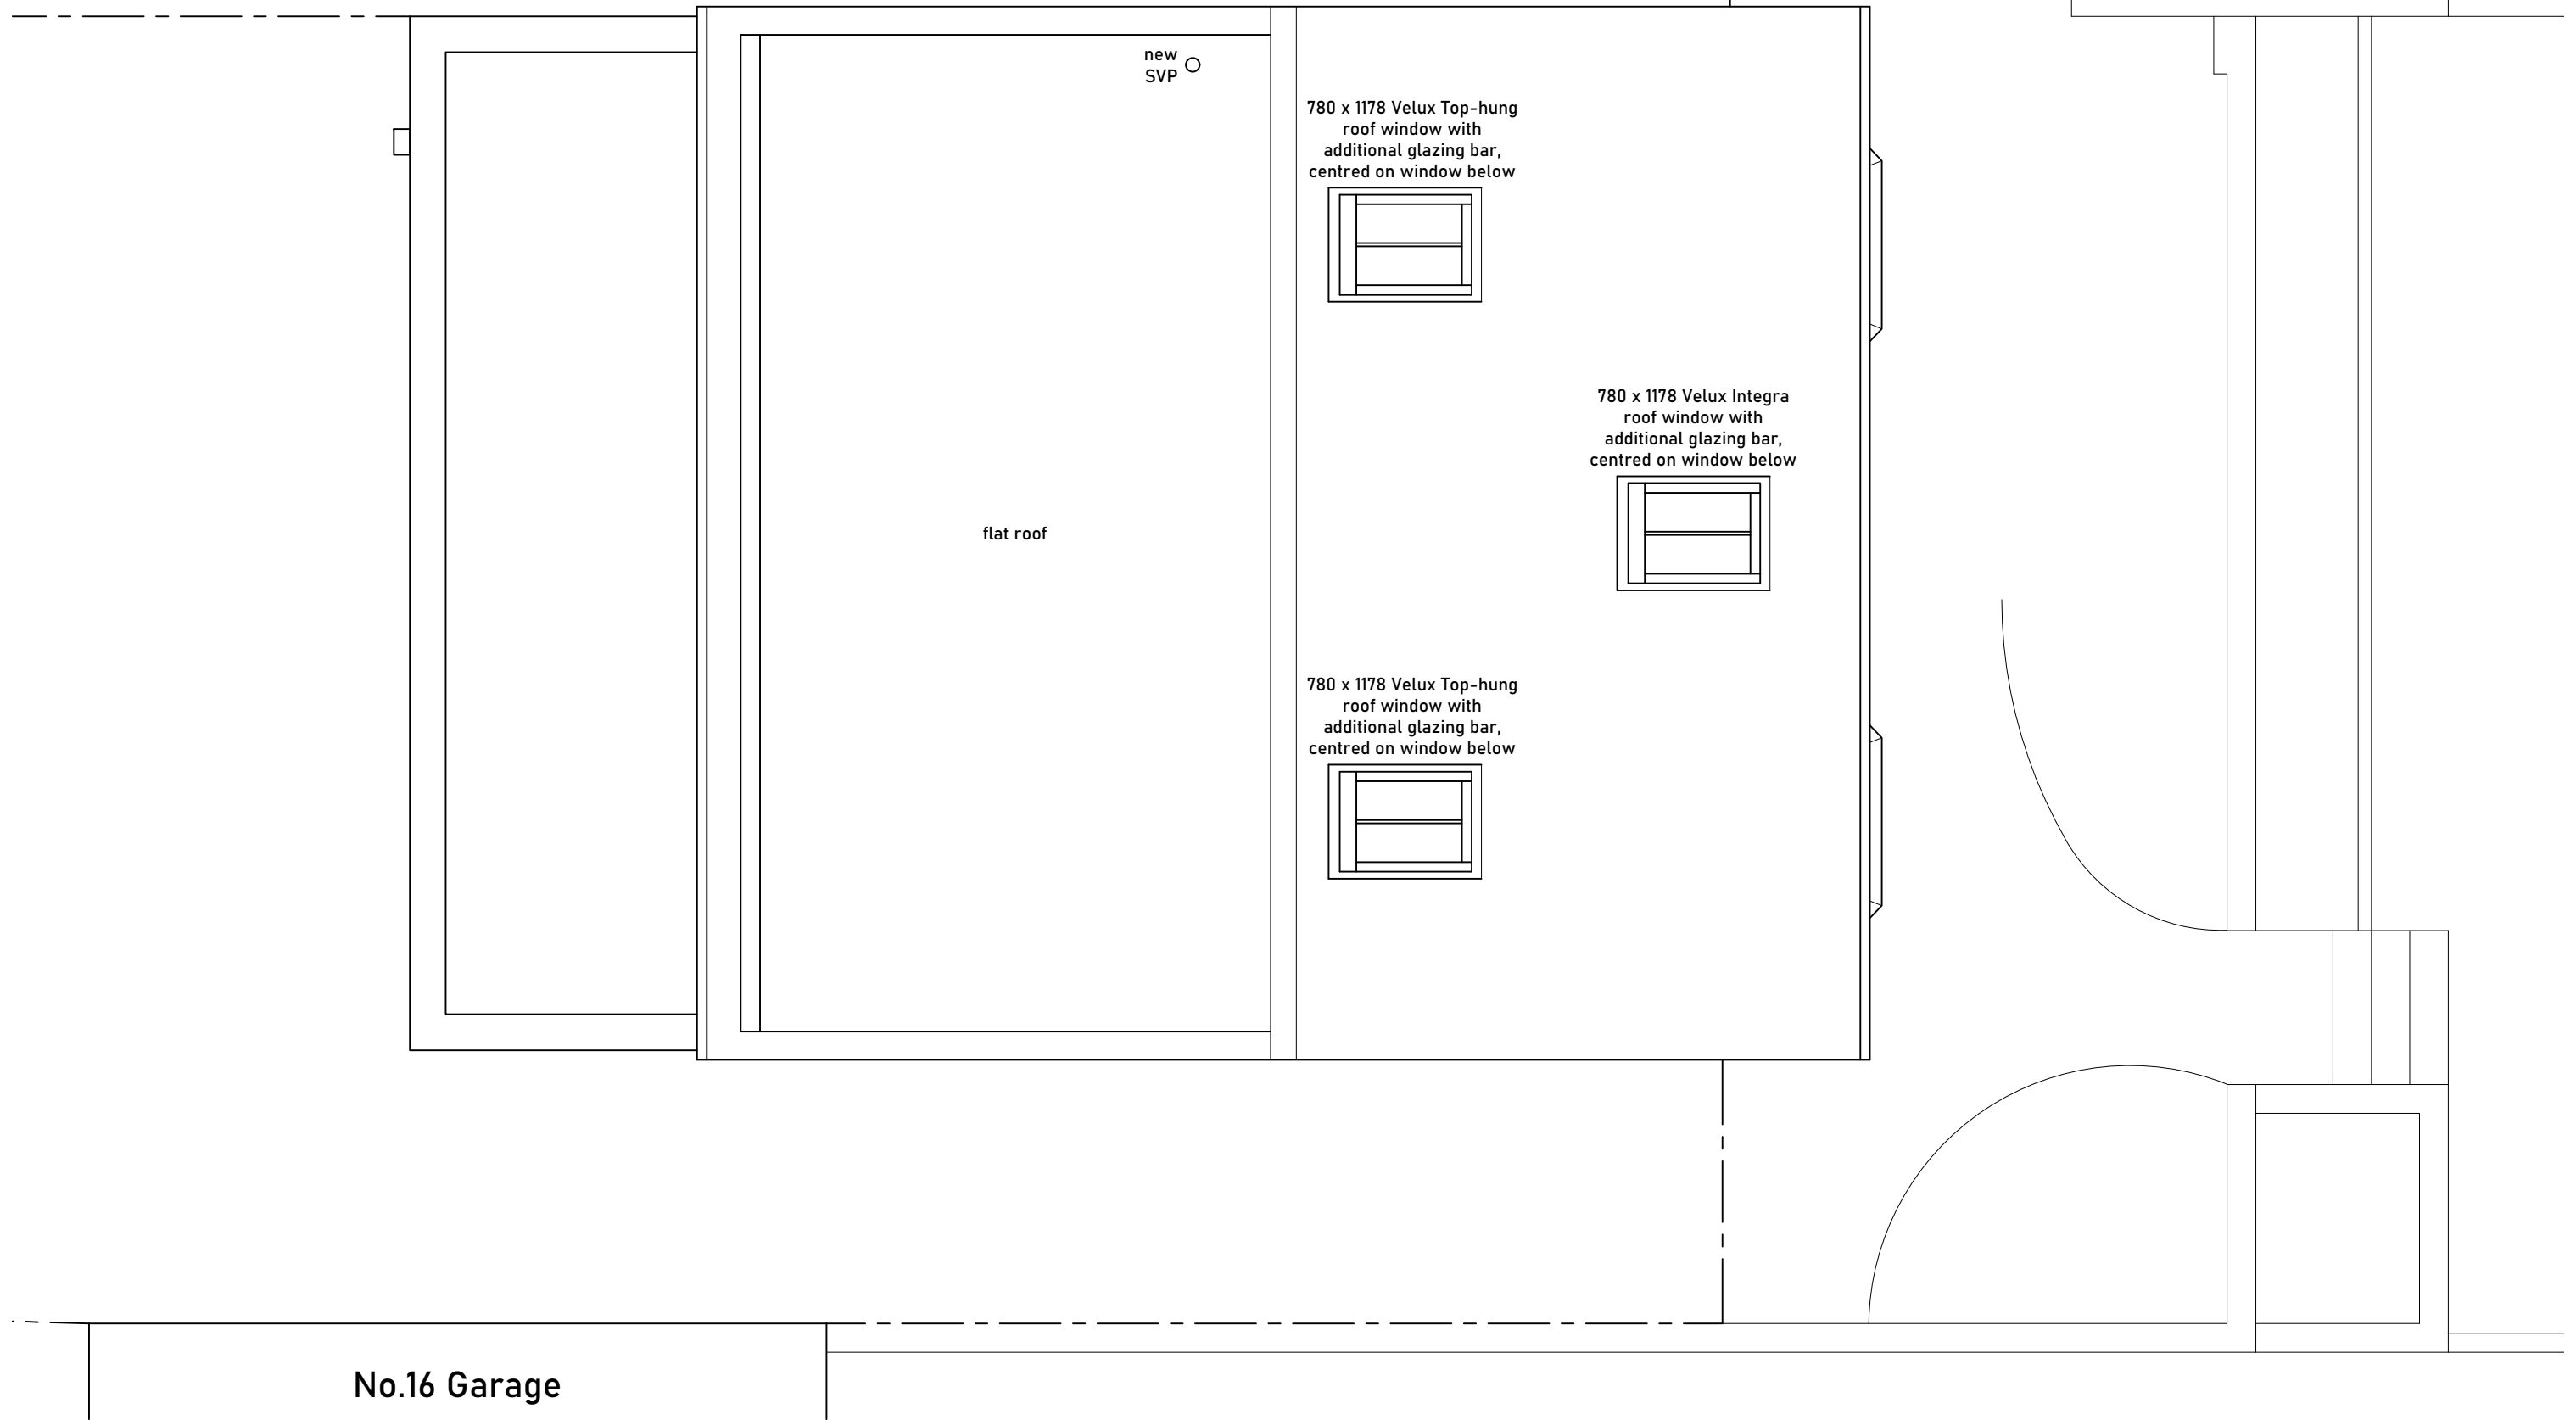 new
SVP
780 x 1178 Velux Top-hung
roof window with
additional glazing bar,
centred on window below
780 x 1178 Velux Integra
roof window with
additional glazing bar,
centred on window below
flat roof
780 x 1178 Velux Top-hung
roof window with
additional glazing bar,
centred on window below
No.16 Garage